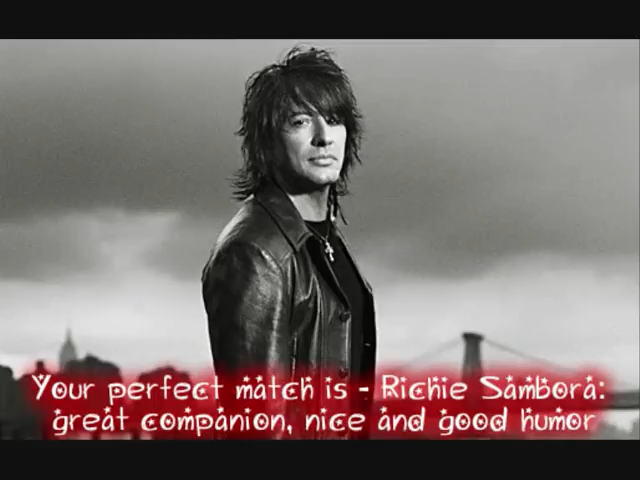 Your perfect match is - Richie Sambora:
great companion, nice and good humor